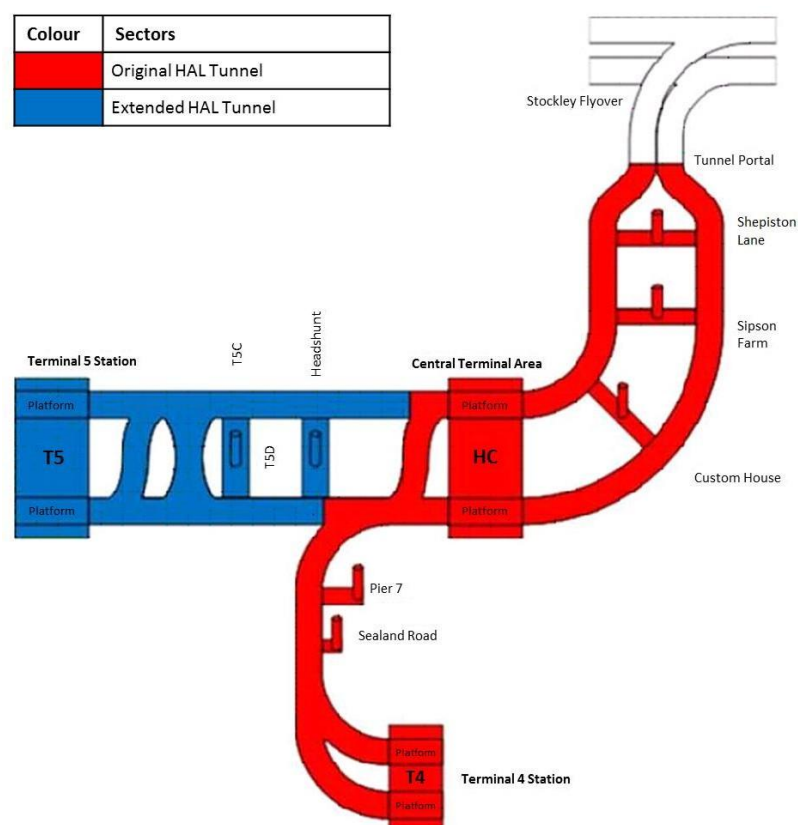 Colour Sectors
Original HAL Tunnel
Extended HAL Tunnel
Stockley Flyover
Tunnel Portal
Shepiston
Lane
Sipson
Farm
T5C
Headshunt
Terminal 5 Station
Central Terminal Area
Platform
Platform
T5
T5D
HC
Custom House
Platform
Platform
Pier 7
Sealand Road
Platform
T4
Terminal 4 Station
Platform